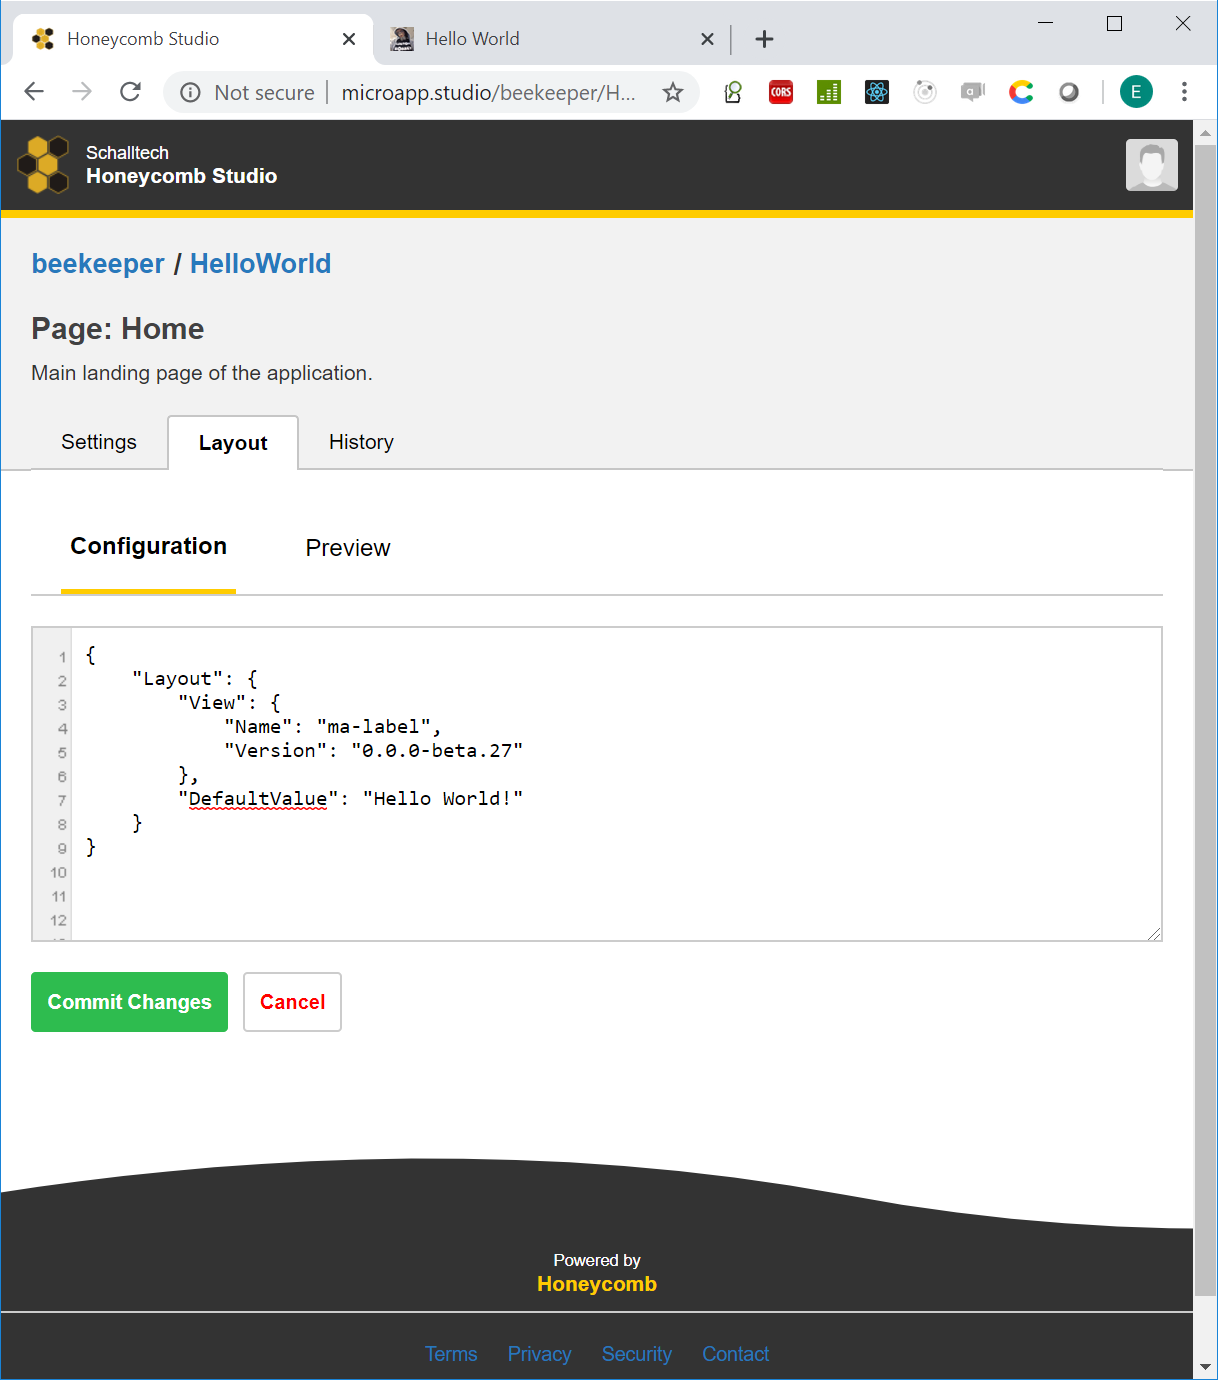 Honeycomb Studio
Hello World
Not secure
microapp.studio/beekeeper/H...
CORS
a
E
Schalltech
Honeycomb Studio
beekeeper / HelloWorld
Page: Home
Main landing page of the application.
Settings
Layout
History
Configuration
Preview
1 {
2     "Layout": {
3         "View": {
4             "Name": "ma-label",
5             "Version": "0.0.0-beta.27"
6         },
7         "DefaultValue": "Hello World!"
8     }
9 }
10
11
12
Commit Changes
Cancel
Powered by
Honeycomb
Terms Privacy Security Contact